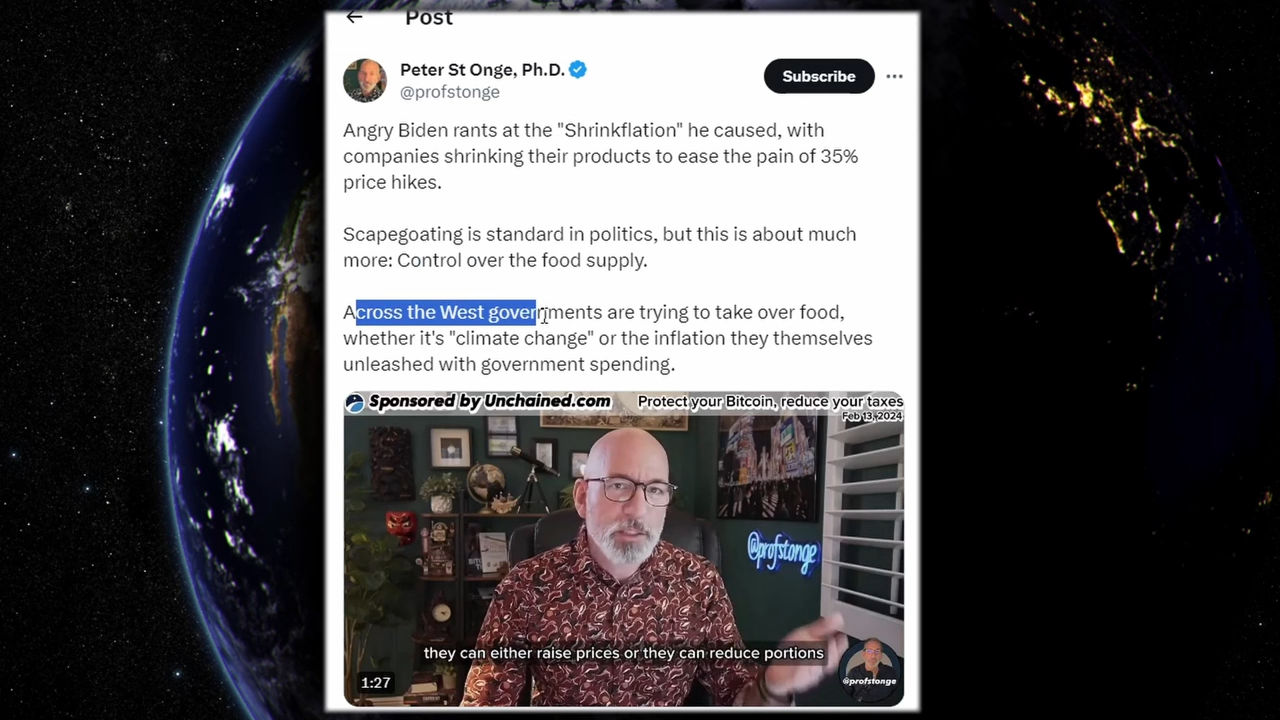 Post
Peter St Onge, Ph.D.
@profstonge
Subscribe
Angry Biden rants at the "Shrinkflation" he caused, with
companies shrinking their products to ease the pain of 35%
price hikes.
Scapegoating is standard in politics, but this is about much
more: Control over the food supply.
Across the West governments are trying to take over food,
whether it's "climate change" or the inflation they themselves
unleashed with government spending.
Sponsored by Unchained.com
Protect your Bitcoin, reduce your taxes
Feb 13, 2024
@profstonge
they can either raise prices or they can reduce portions
1:27
@profstonge